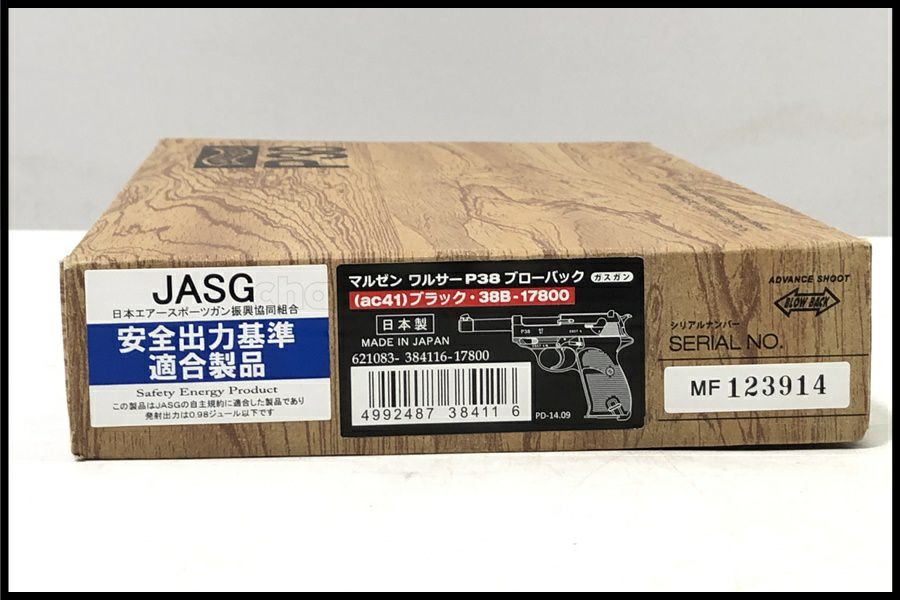 P38
JASG
日本エアースポーツガン振興協同組合
安全出力基準
適合製品
Safety Energy Product
この製品はJASGの自主規約に適合した製品であり
発射出力は0.98ジュール以下です
マルゼン ワルサーP38 ブローバック ガスガン
(ac41)ブラック・38B-17800
日本製
MADE IN JAPAN
621083- 384116-17800
4992487 38411 6
PD-14.09
ADVANCE SHOOT
BLOW BACK
シリアルナンバー
SERIAL NO.
MF 123914